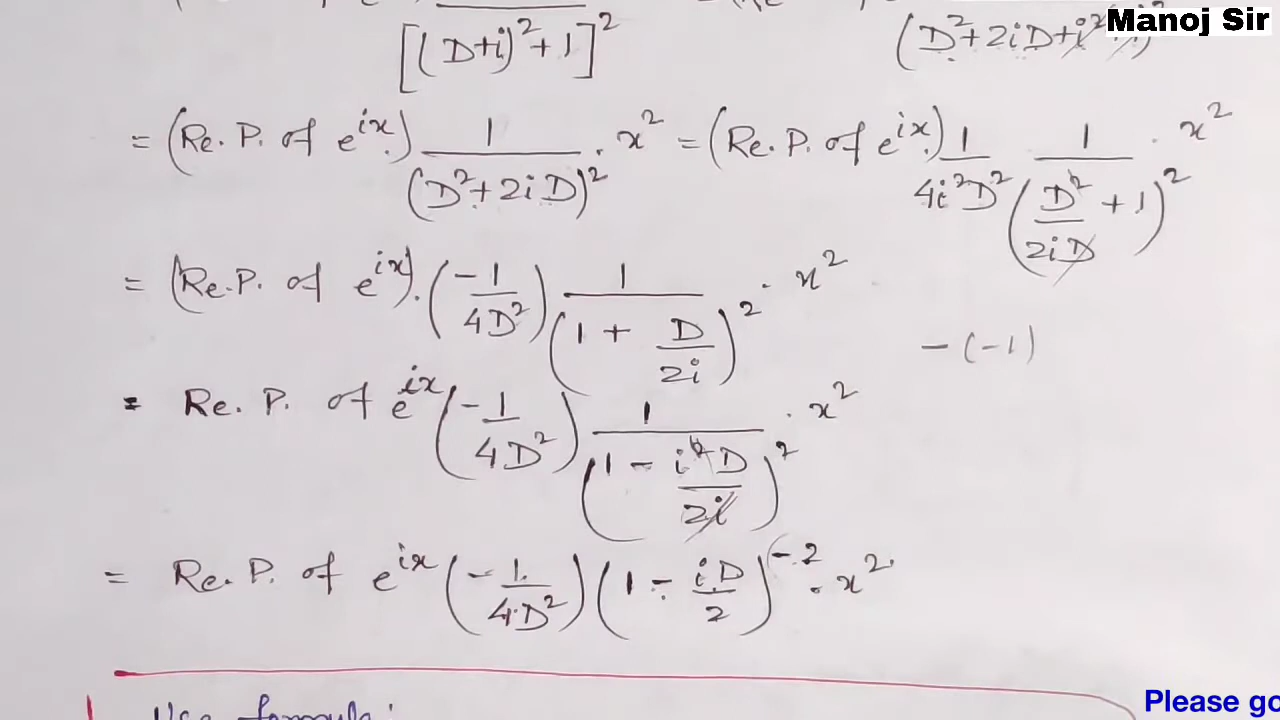 Manoj Sir
[(D+i)²+1]² (D²+2iD+i²+1)²
= (Re. P. of e^{ix}) 1/(D²+2iD)² · x² = (Re. P. of e^{ix}) 1/(4i²D²) 1/(D²/(2iD) + 1)² · x²
= (Re. P. of e^{ix}) · (-1/(4D²)) 1/(1 + D/(2i))² · x²
-(-1)
= Re. P. of e^{ix} (-1/(4D²)) 1/(1 - i²D/(2i))² · x²
= Re. P. of e^{ix} (-1/(4D²)) (1 - iD/2)^{-2} · x²
Use formula:
Please go